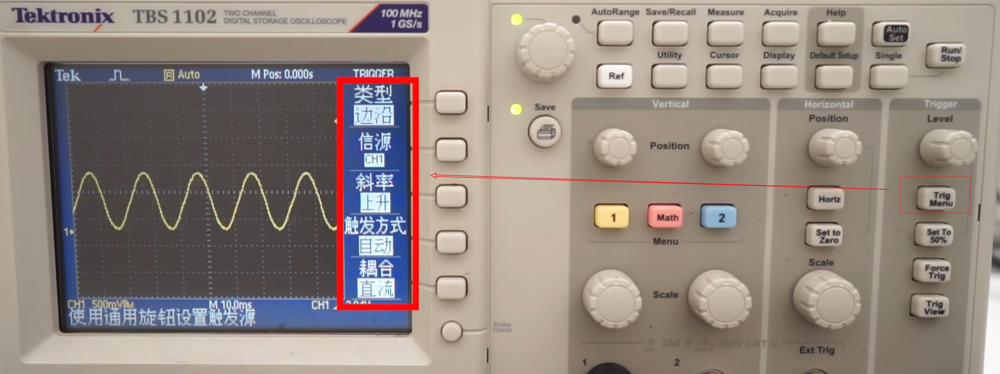 Tektronix TBS 1102 TWO CHANNEL
DIGITAL STORAGE OSCILLOSCOPE
100 MHz
1 GS/s
Tek R Auto M Pos: 0.000s TRIGGER
类型
边沿
信源
CH1
斜率
上升
触发方式
自动
耦合
直流
1
CH1 500mVBw M 10.0ms CH1
使用通用旋钮设置触发源
AutoRange Save/Recall Measure Acquire Help
Auto
Set
Utility Cursor Display Default Setup Single
Run/
Stop
Ref
Save
Vertical Horizontal Trigger
Position Level
Position
Horiz
Trig
Menu
1 Math 2
Menu
Set to
Zero
Set To
50%
Scale
Scale
Force
Trig
Trig
View
Probe
Check
300 V 300V CAT II
Ext Trig
1 2